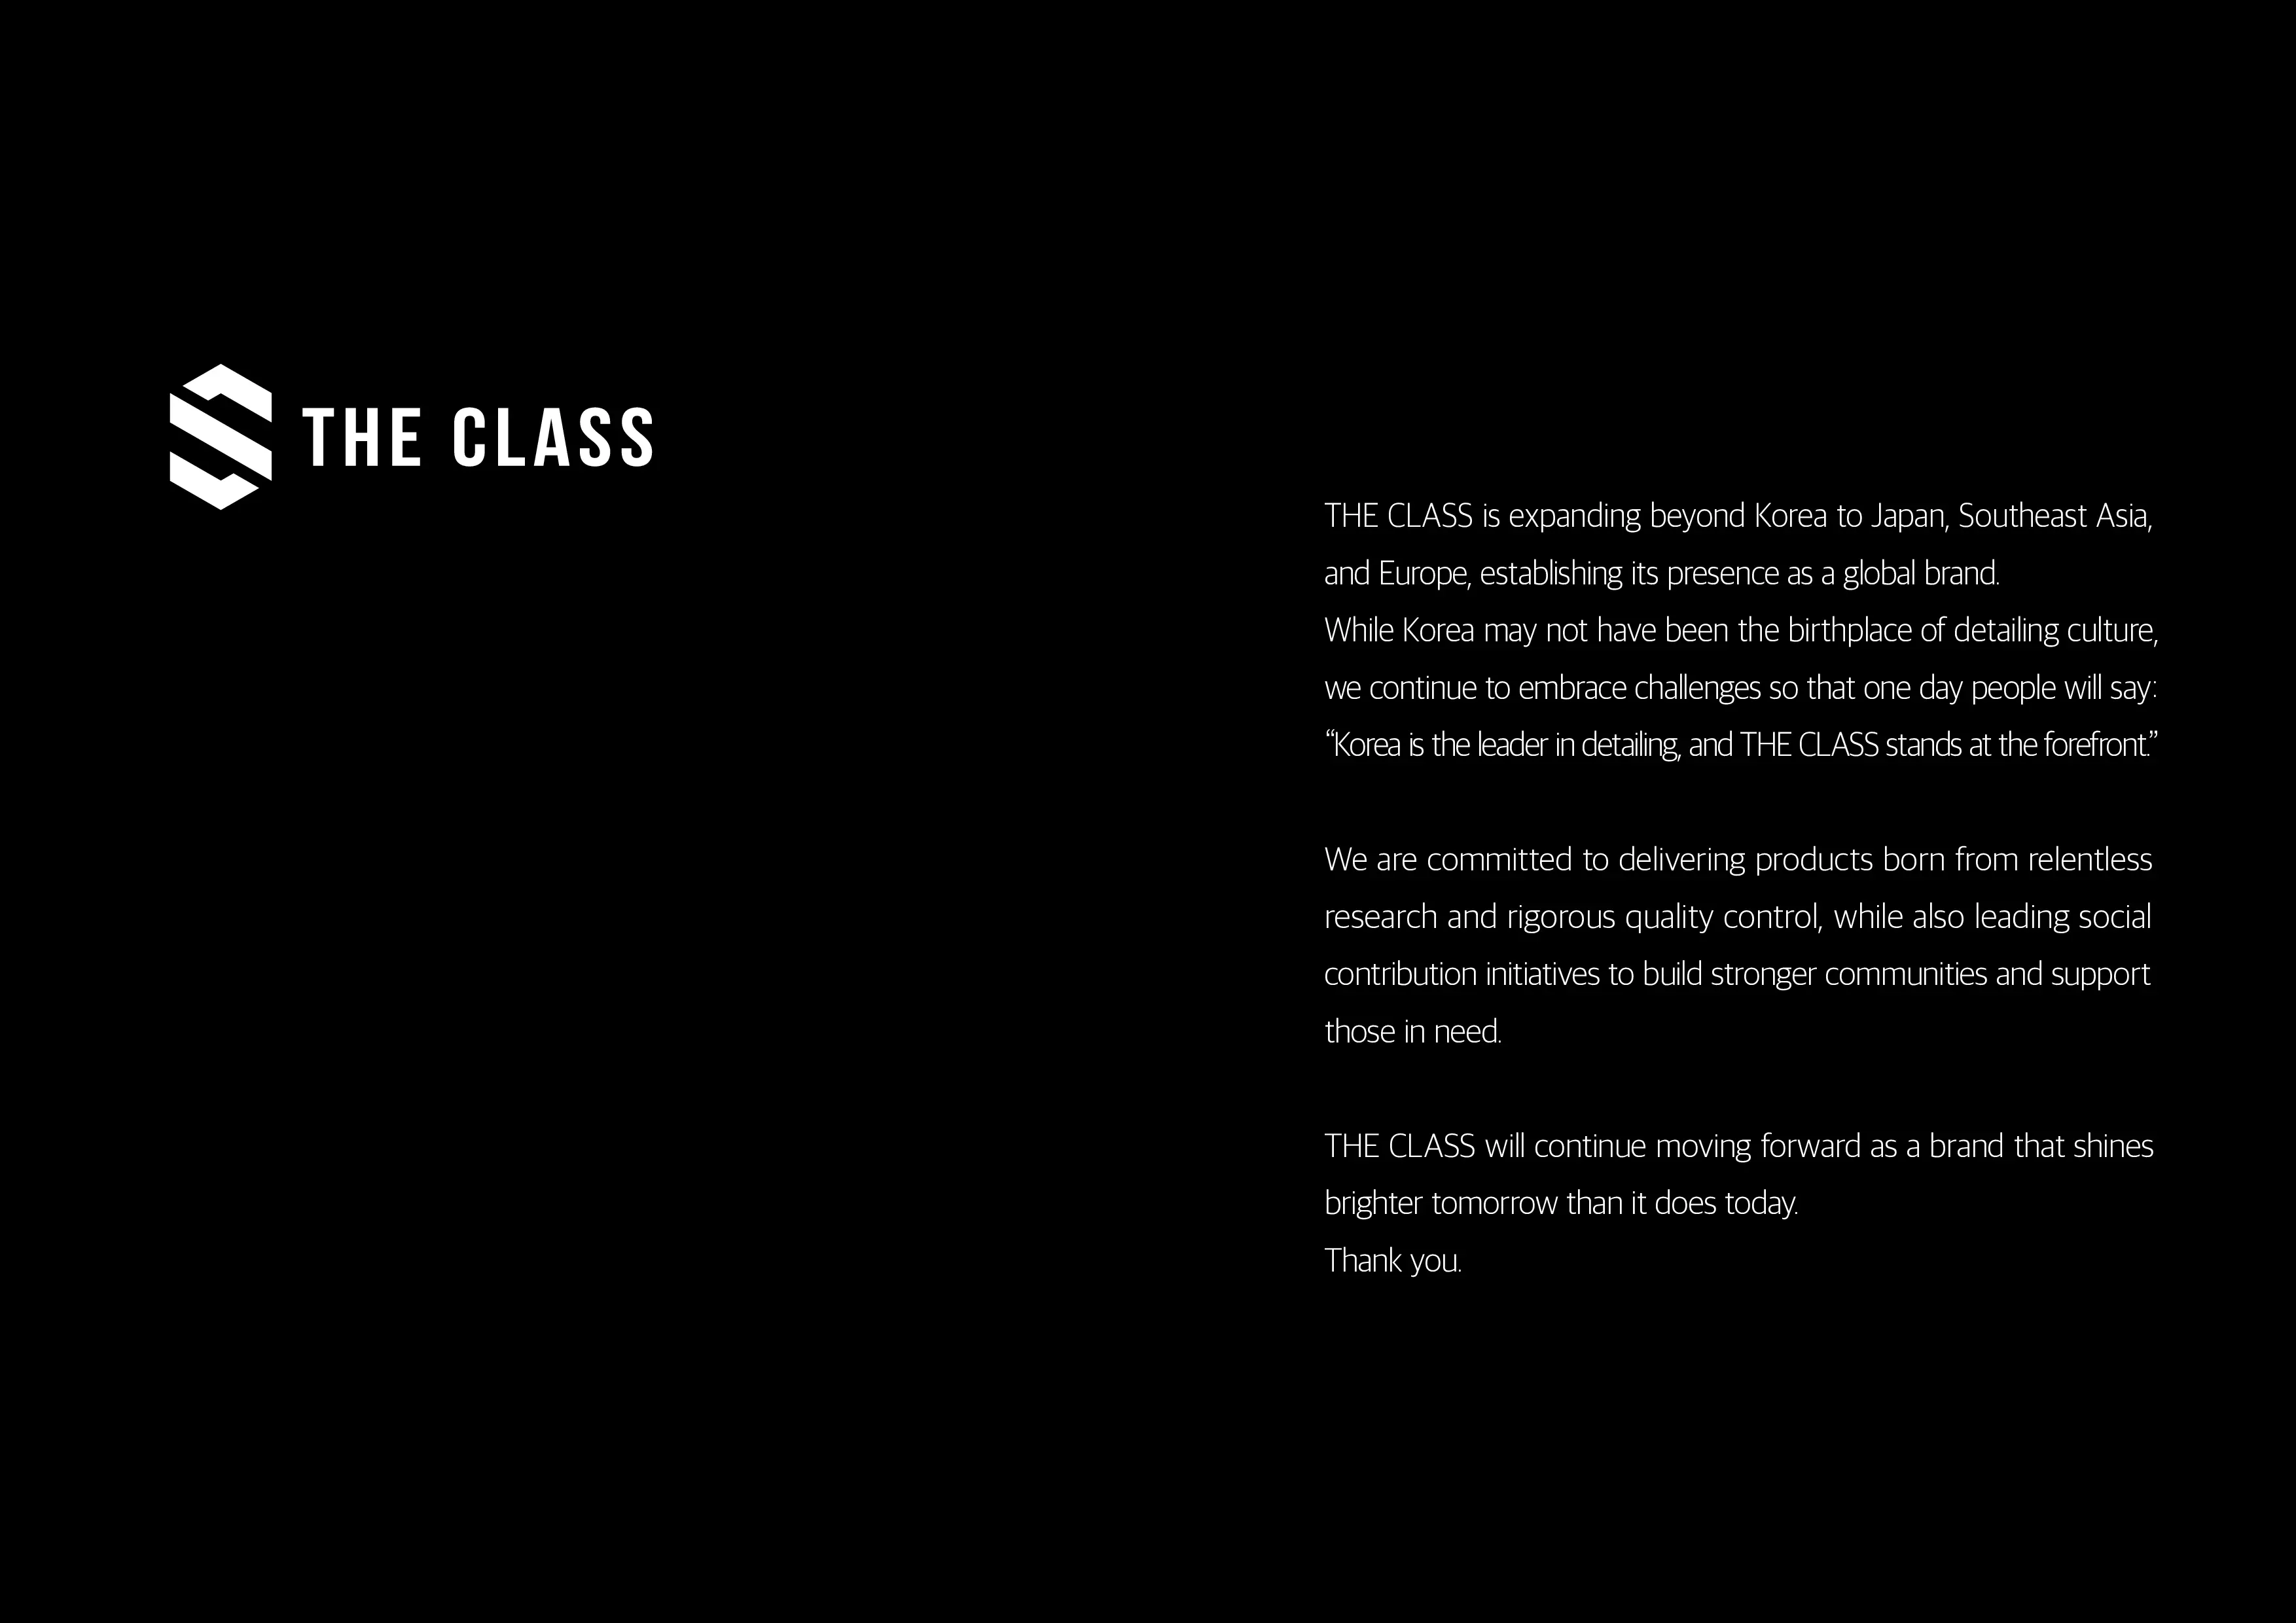 THE CLASS
THE CLASS is expanding beyond Korea to Japan, Southeast Asia,
and Europe, establishing its presence as a global brand.
While Korea may not have been the birthplace of detailing culture,
we continue to embrace challenges so that one day people will say:
“Korea is the leader in detailing, and THE CLASS stands at the forefront.”
We are committed to delivering products born from relentless
research and rigorous quality control, while also leading social
contribution initiatives to build stronger communities and support
those in need.
THE CLASS will continue moving forward as a brand that shines
brighter tomorrow than it does today.
Thank you.